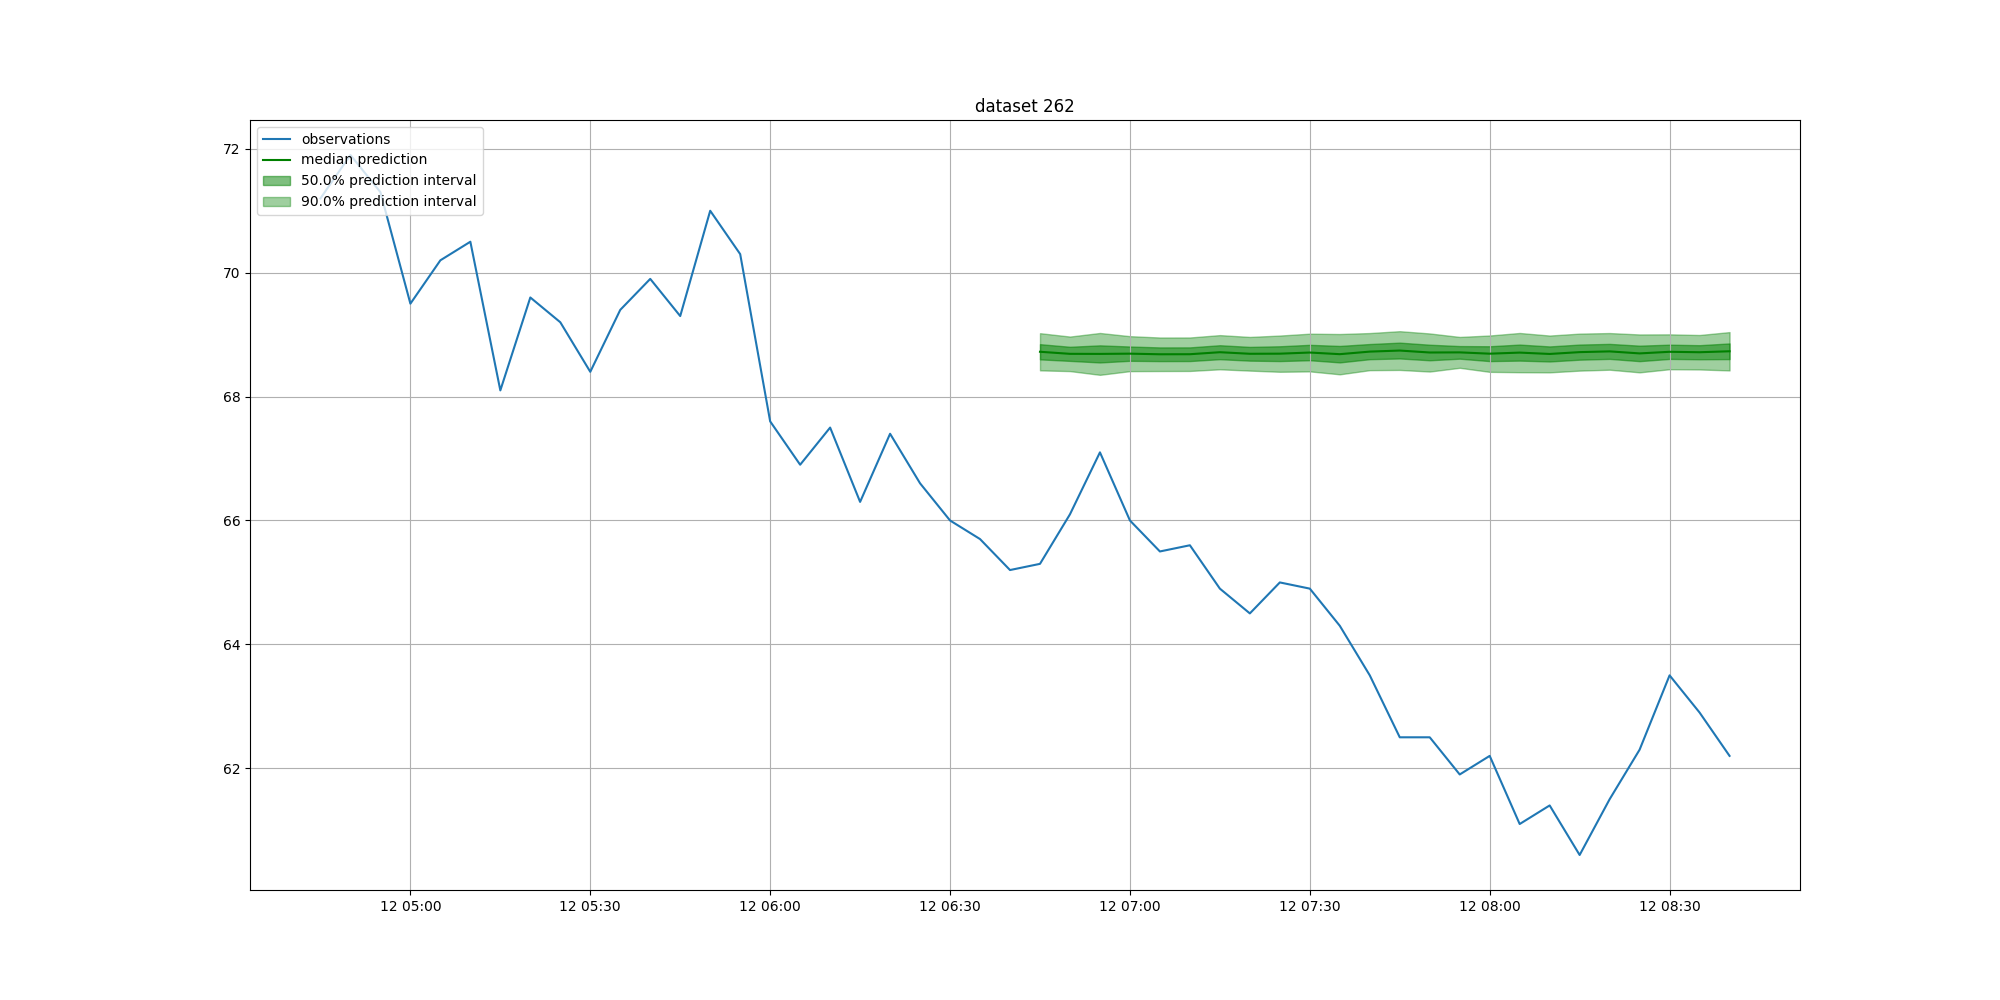 dataset 262
observations
median prediction
50.0% prediction interval
90.0% prediction interval
72
70
68
66
64
62
12 05:00
12 05:30
12 06:00
12 06:30
12 07:00
12 07:30
12 08:00
12 08:30